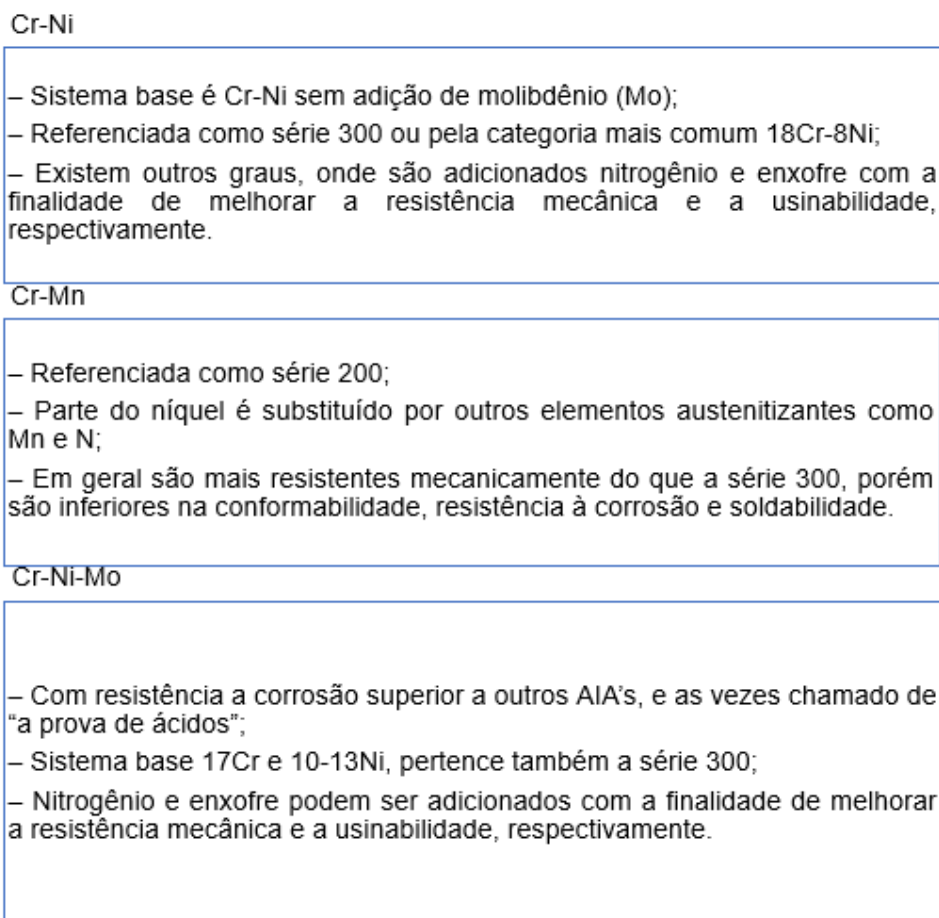 Cr-Ni
– Sistema base é Cr-Ni sem adição de molibdênio (Mo);
– Referenciada como série 300 ou pela categoria mais comum 18Cr-8Ni;
– Existem outros graus, onde são adicionados nitrogênio e enxofre com a
finalidade de melhorar a resistência mecânica e a usinabilidade,
respectivamente.
Cr-Mn
– Referenciada como série 200;
– Parte do níquel é substituído por outros elementos austenitizantes como
Mn e N;
– Em geral são mais resistentes mecanicamente do que a série 300, porém
são inferiores na conformabilidade, resistência à corrosão e soldabilidade.
Cr-Ni-Mo
– Com resistência a corrosão superior a outros AIA's, e as vezes chamado de
“a prova de ácidos”;
– Sistema base 17Cr e 10-13Ni, pertence também a série 300;
– Nitrogênio e enxofre podem ser adicionados com a finalidade de melhorar
a resistência mecânica e a usinabilidade, respectivamente.